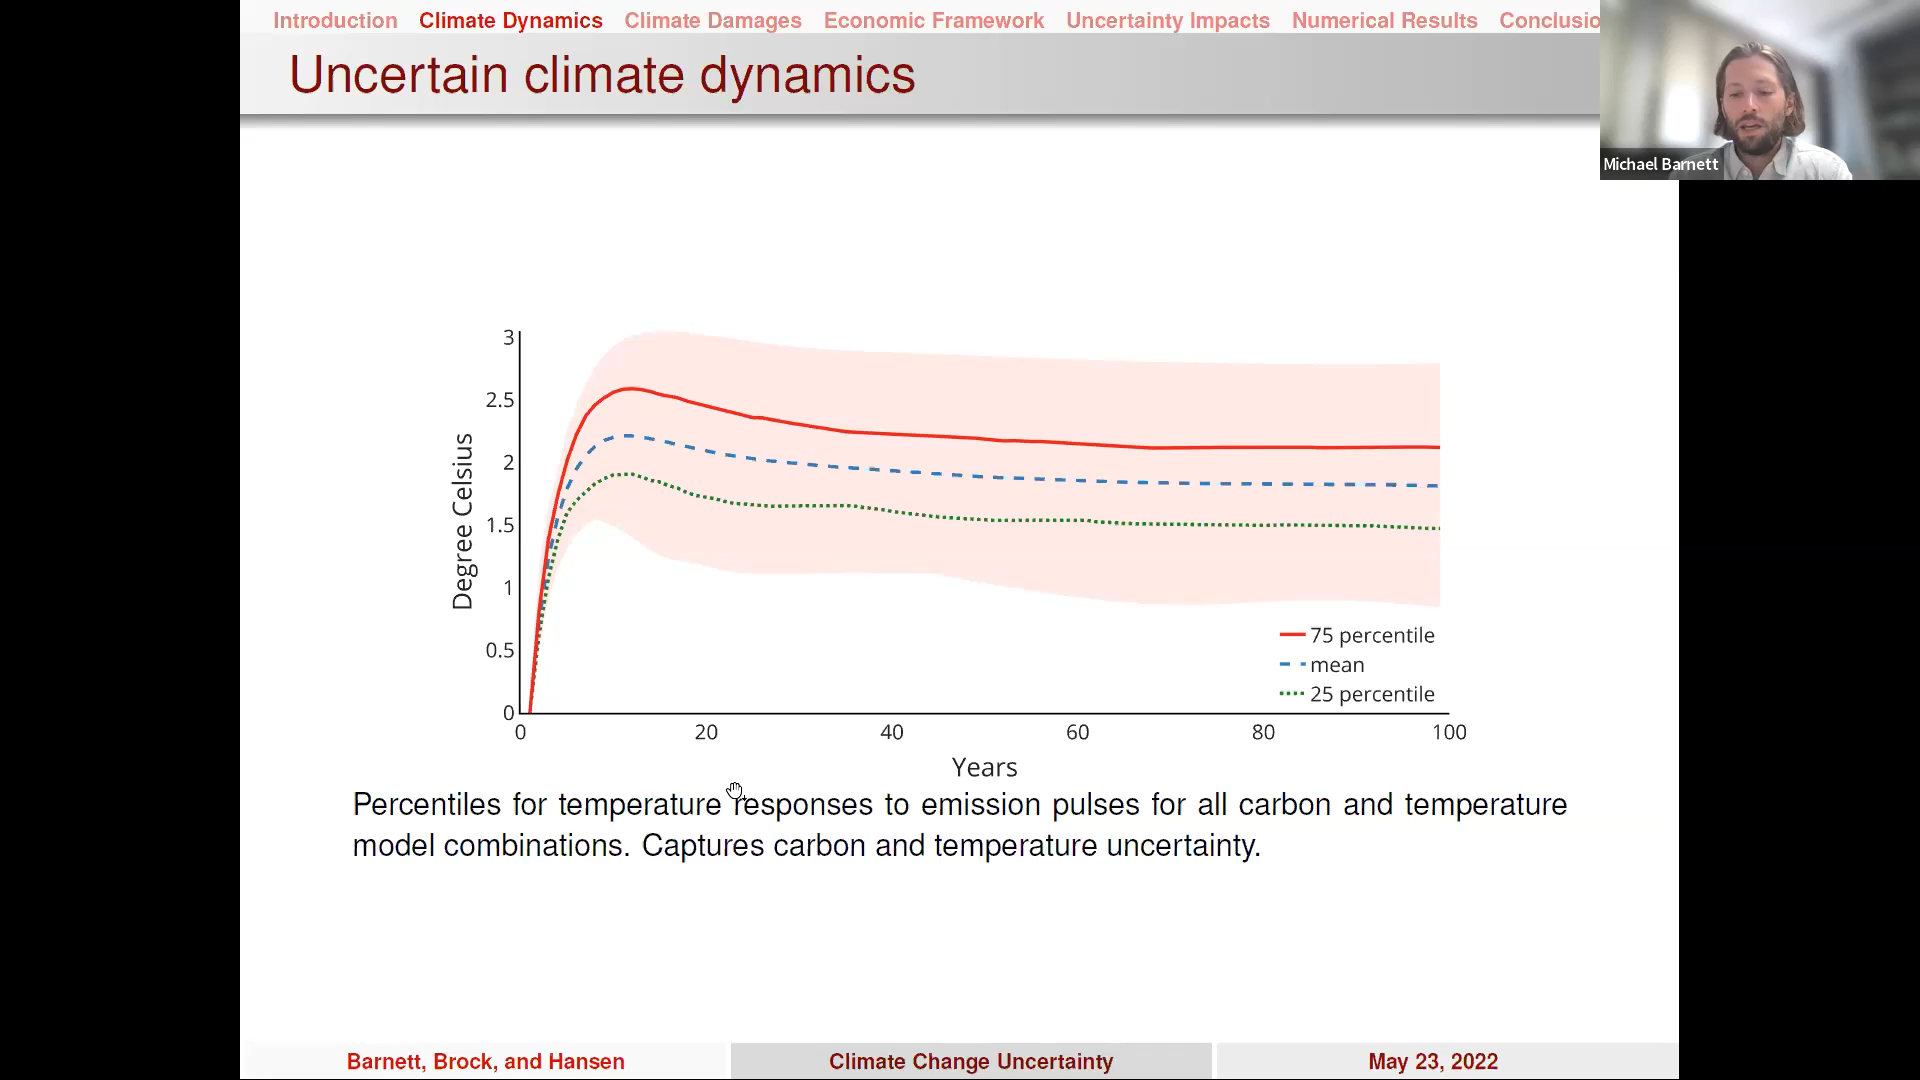 Introduction Climate Dynamics Climate Damages Economic Framework Uncertainty Impacts Numerical Results Conclusio
Uncertain climate dynamics
Michael Barnett
3
2.5
2
1.5
1
0.5
0
Degree Celsius
75 percentile
mean
25 percentile
0 20 40 60 80 100
Years
Percentiles for temperature responses to emission pulses for all carbon and temperature
model combinations. Captures carbon and temperature uncertainty.
Barnett, Brock, and Hansen Climate Change Uncertainty May 23, 2022